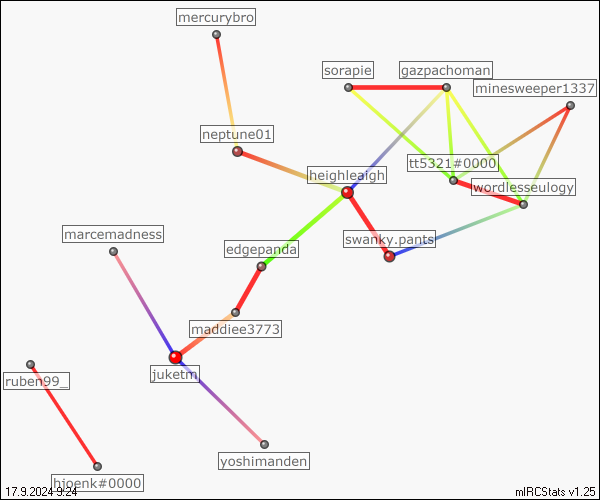 mercurybro
sorapie
gazpachoman
minesweeper1337
neptune01
tt5321#0000
heighleaigh
wordlesseulogy
marcemadness
swanky.pants
edgepanda
maddiee3773
juketm
ruben99_
yoshimanden
hjoenk#0000
17.9.2024 9:24
mIRCStats v1.25